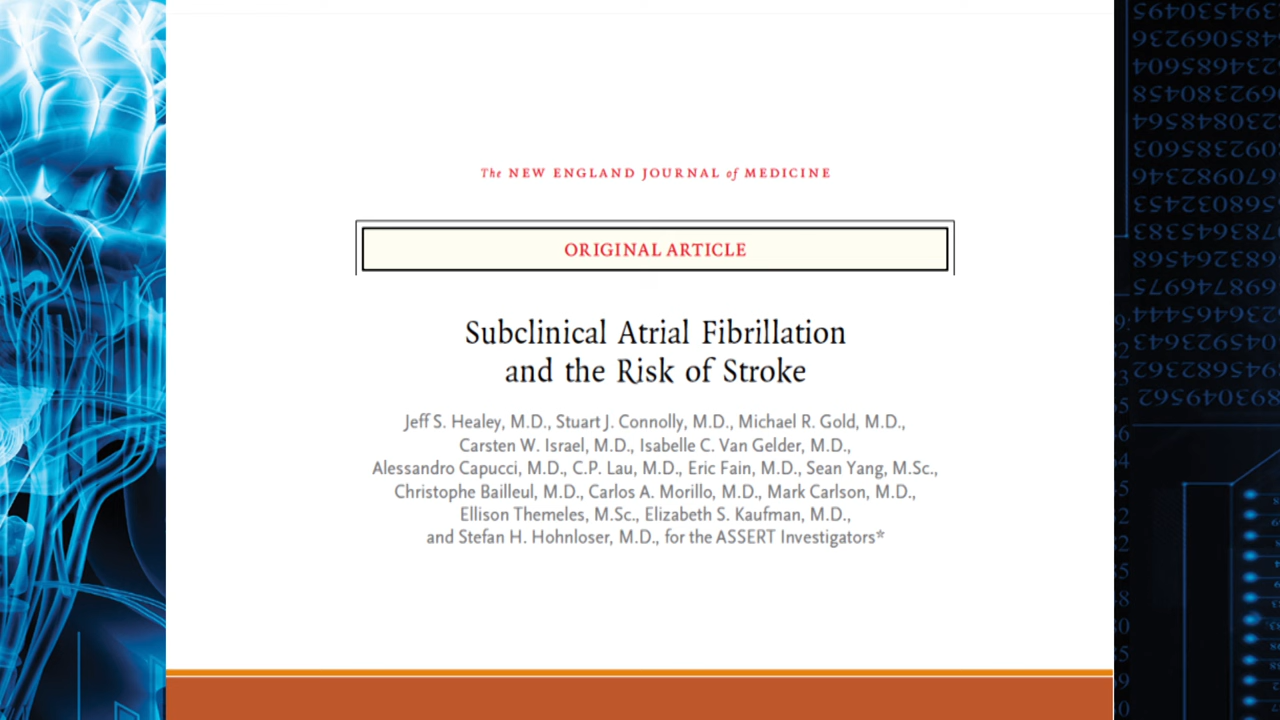 The NEW ENGLAND JOURNAL of MEDICINE
ORIGINAL ARTICLE
Subclinical Atrial Fibrillation
and the Risk of Stroke
Jeff S. Healey, M.D., Stuart J. Connolly, M.D., Michael R. Gold, M.D.,
Carsten W. Israel, M.D., Isabelle C. Van Gelder, M.D.,
Alessandro Capucci, M.D., C.P. Lau, M.D., Eric Fain, M.D., Sean Yang, M.Sc.,
Christophe Bailleul, M.D., Carlos A. Morillo, M.D., Mark Carlson, M.D.,
Ellison Themeles, M.Sc., Elizabeth S. Kaufman, M.D.,
and Stefan H. Hohnloser, M.D., for the ASSERT Investigators*